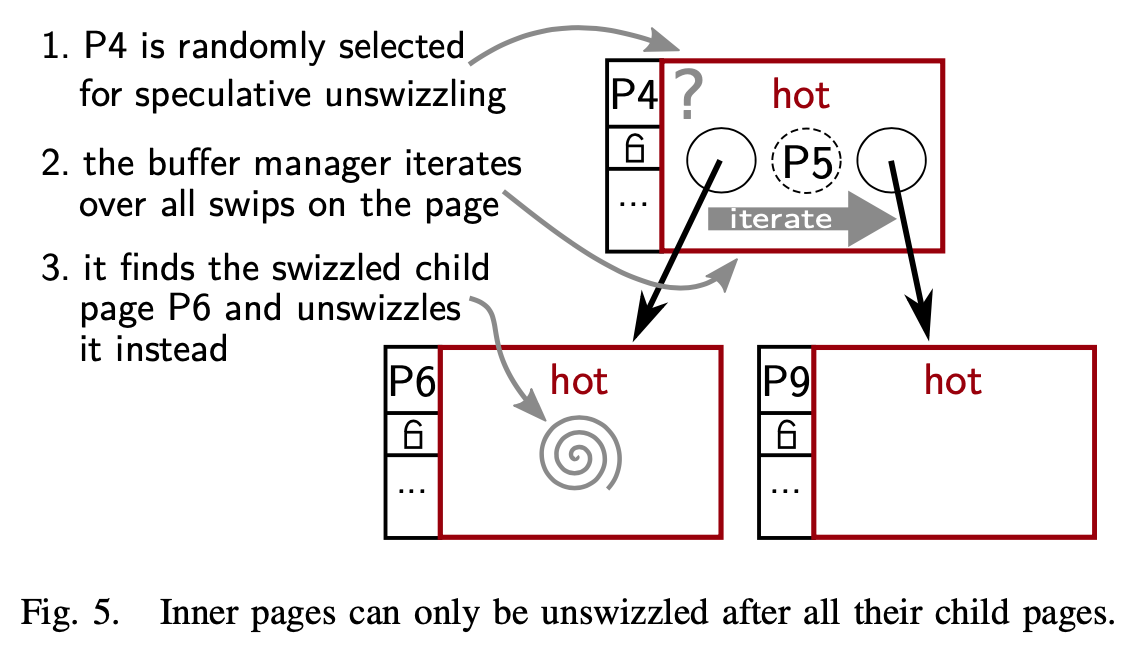 1. P4 is randomly selected
for speculative unswizzling
2. the buffer manager iterates
over all swips on the page
3. it finds the swizzled child
page P6 and unswizzles
it instead
P4
?
hot
P5
...
iterate
P6
hot
...
P9
hot
...
Fig. 5. Inner pages can only be unswizzled after all their child pages.